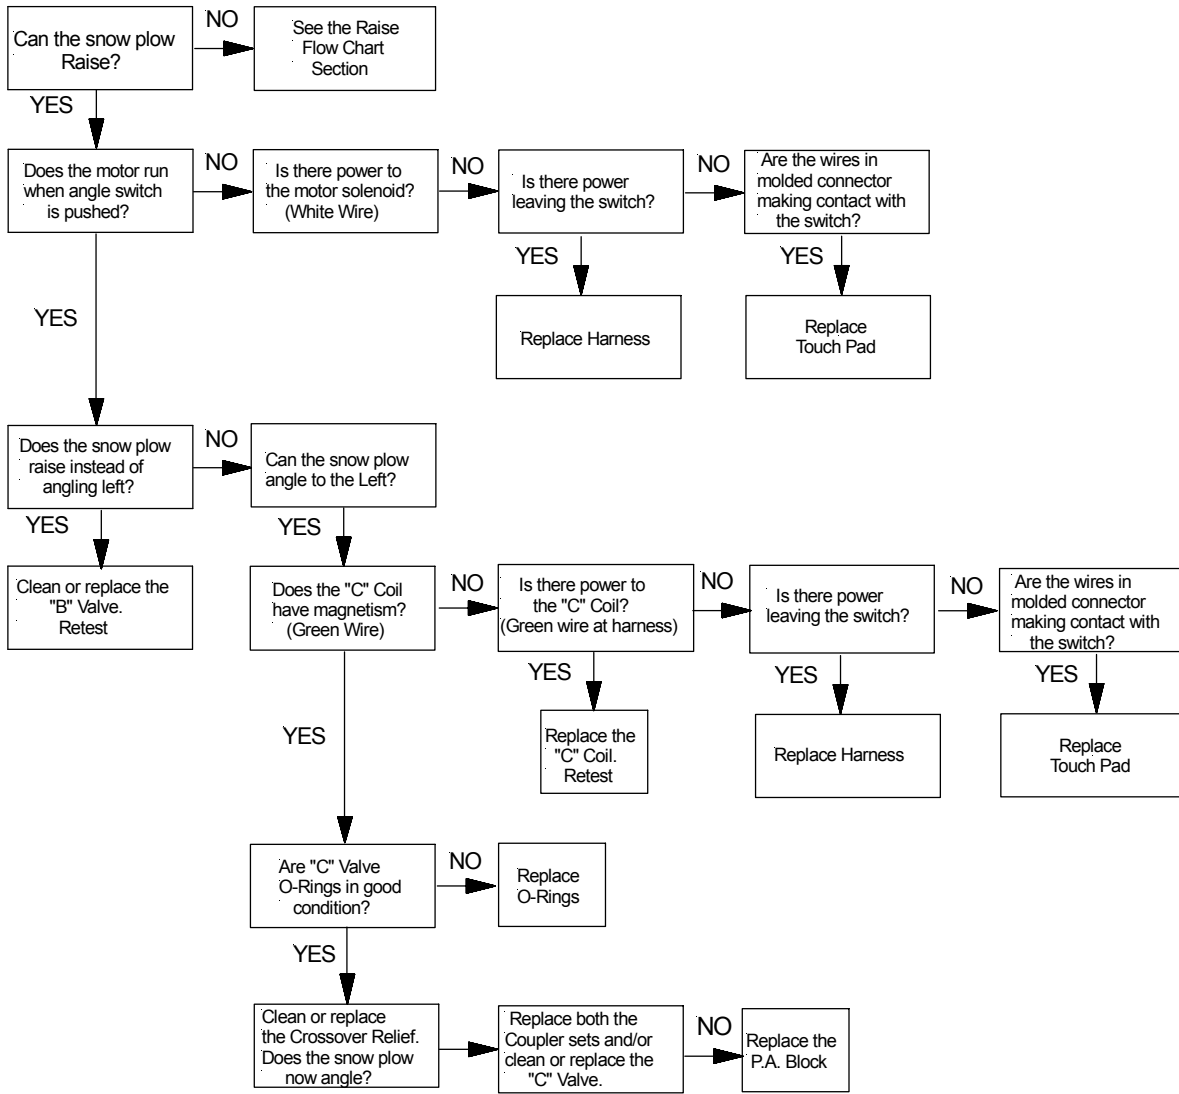 Can the snow plow
Raise?
NO
See the Raise
Flow Chart
Section
YES
Does the motor run
when angle switch
is pushed?
NO
Is there power to
the motor solenoid?
(White Wire)
NO
Is there power
leaving the switch?
NO
Are the wires in
molded connector
making contact with
the switch?
YES
YES
YES
Replace Harness
Replace
Touch Pad
Does the snow plow
raise instead of
angling left?
NO
Can the snow plow
angle to the Left?
YES
YES
Clean or replace the
"B" Valve.
Retest
Does the "C" Coil
have magnetism?
(Green Wire)
NO
Is there power to
the "C" Coil?
(Green wire at harness)
NO
Is there power
leaving the switch?
NO
Are the wires in
molded connector
making contact with
the switch?
YES
YES
YES
YES
Replace the
"C" Coil.
Retest
Replace Harness
Replace
Touch Pad
Are "C" Valve
O-Rings in good
condition?
NO
Replace
O-Rings
YES
Clean or replace
the Crossover Relief.
Does the snow plow
now angle?
Replace both the
Coupler sets and/or
clean or replace the
"C" Valve.
NO
Replace the
P.A. Block